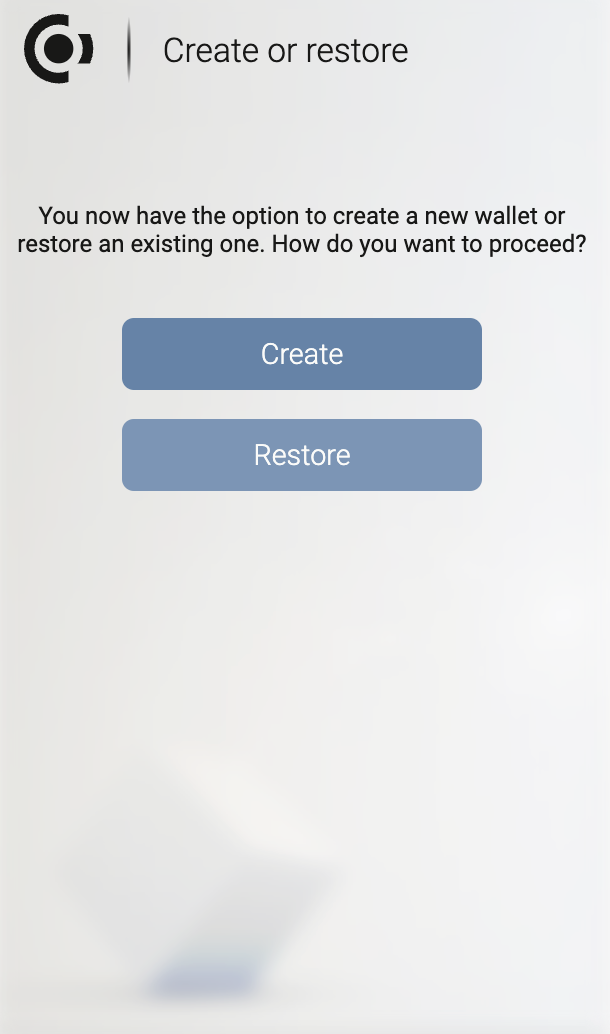 Create or restore
You now have the option to create a new wallet or
restore an existing one. How do you want to proceed?
Create
Restore